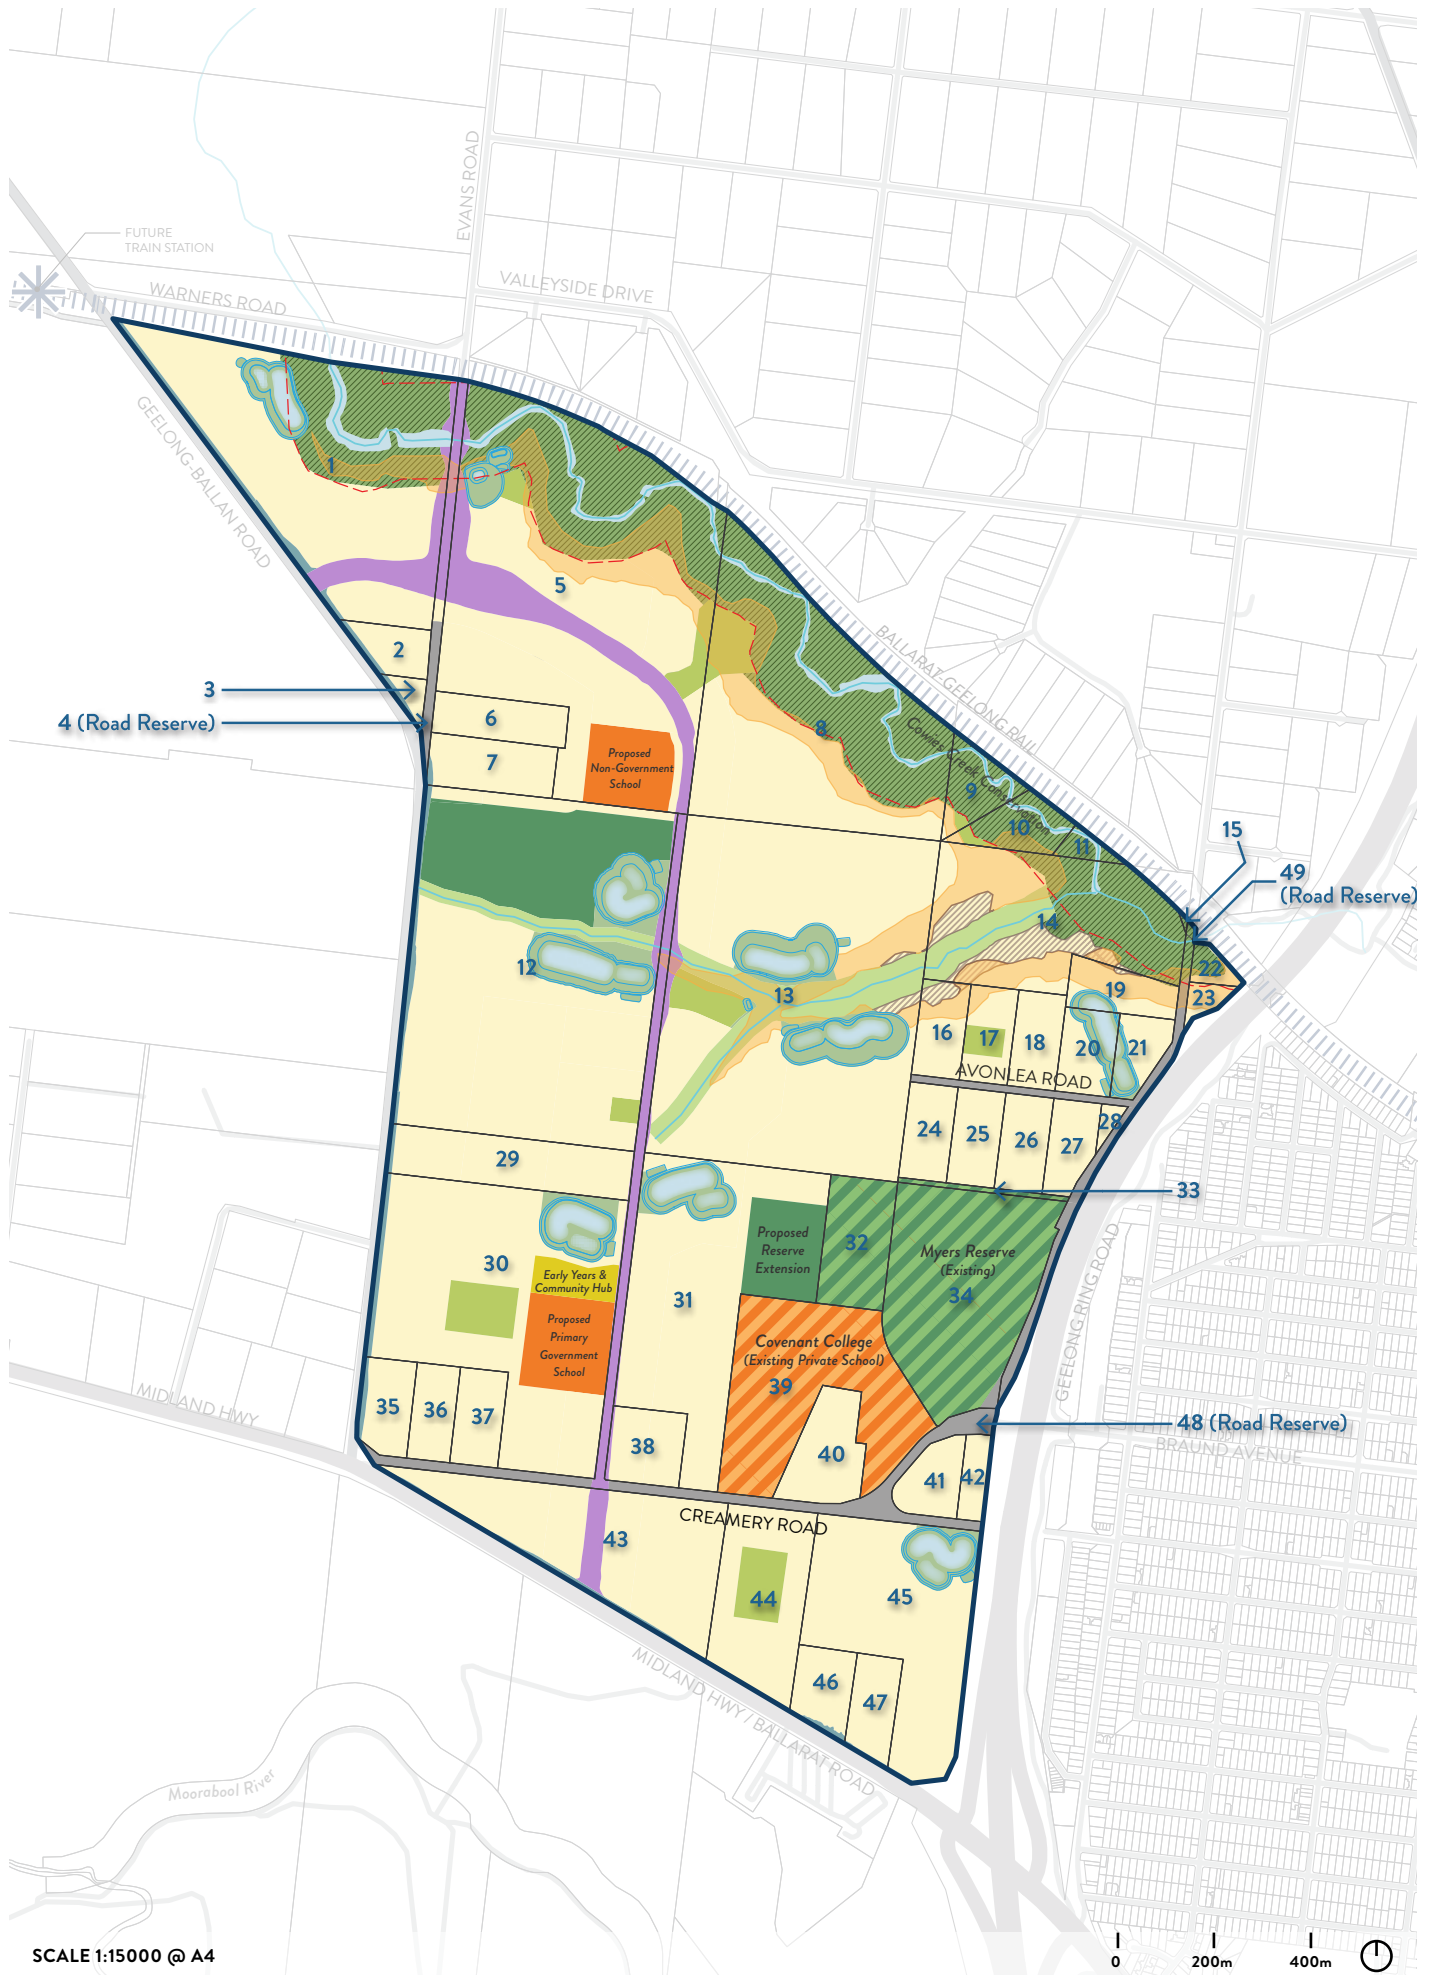 EVANS ROAD
FUTURE
TRAIN STATION
WARNERS ROAD
VALLEYSIDE DRIVE
GEELONG-BALLAN ROAD
1
5
2
3
4 (Road Reserve)
6
7
Proposed
Non-Government
School
8
BALLARAT-GEELONG RAIL
Cowies Creek Conservation
9
10
11
15
49
(Road Reserve)
12
13
14
22
23
19
16
17
18
20
21
AVONLEA ROAD
24
25
26
27
28
29
33
30
Early Years &
Community Hub
Proposed
Primary
Government
School
31
Proposed
Reserve
Extension
32
Myers Reserve
(Existing)
34
GEELONG RING ROAD
Covenant College
(Existing Private School)
39
40
35
36
37
38
MIDLAND HWY
48 (Road Reserve)
BRAUND AVENUE
41
42
CREAMERY ROAD
43
44
45
46
47
MIDLAND HWY / BALLARAT ROAD
Moorabool River
SCALE 1:15000 @ A4
0
200m
400m